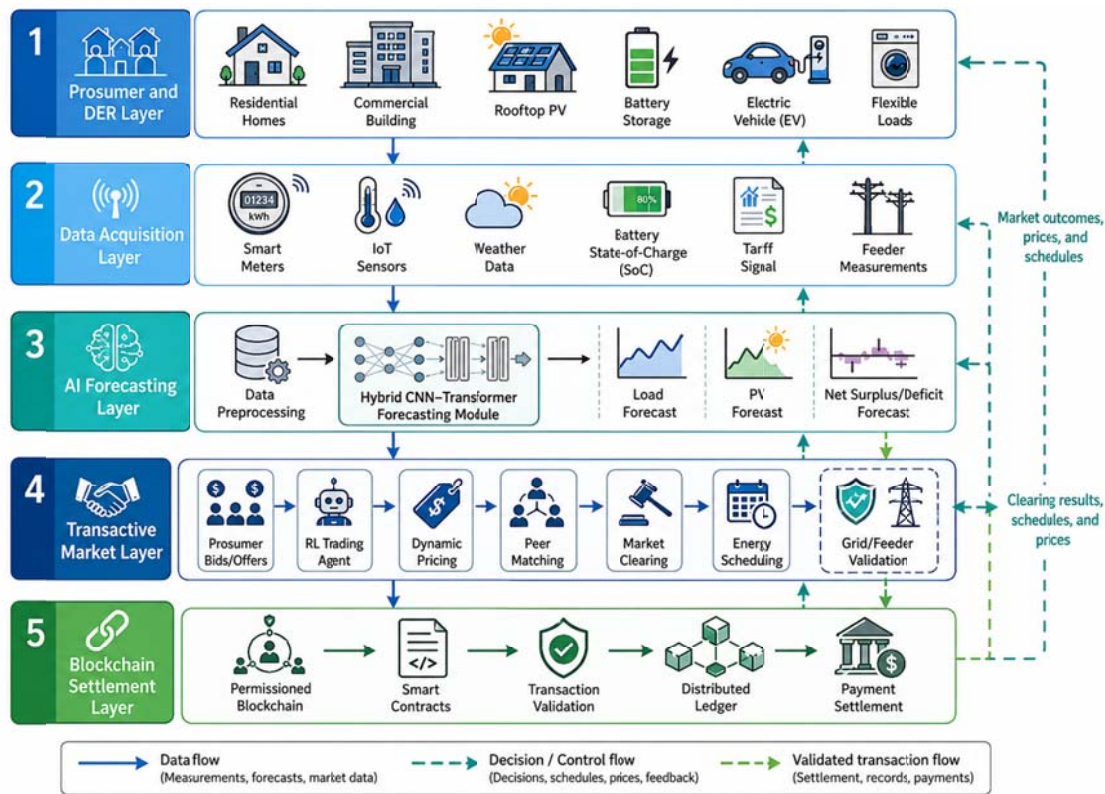 1
Prosumer and
DER Layer
Residential
Homes
Commercial
Building
Rooftop PV
Battery
Storage
Electric
Vehicle (EV)
Flexible
Loads
2
Data Acquisition
Layer
01234
kWh
Smart
Meters
IoT
Sensors
Weather
Data
80%
Battery
State-of-Charge
(SoC)
$
Tarff
Signal
Feeder
Measurements
Market outcomes,
prices, and
schedules
3
AI Forecasting
Layer
Data
Preprocessing
Hybrid CNN–Transformer
Forecasting Module
Load
Forecast
PV
Forecast
Net Surplus/Deficit
Forecast
4
Transactive
Market Layer
$ $
Prosumer
Bids/Offers
RL Trading
Agent
$
Dynamic
Pricing
Peer
Matching
Market
Clearing
Energy
Scheduling
Grid/Feeder
Validation
Clearing results,
schedules, and
prices
5
Blockchain
Settlement
Layer
Permissioned
Blockchain
</>
Smart
Contracts
Transaction
Validation
Distributed
Ledger
$
Payment
Settlement
Data flow
(Measurements, forecasts, market data)
Decision / Control flow
(Decisions, schedules, prices, feedback)
Validated transaction flow
(Settlement, records, payments)